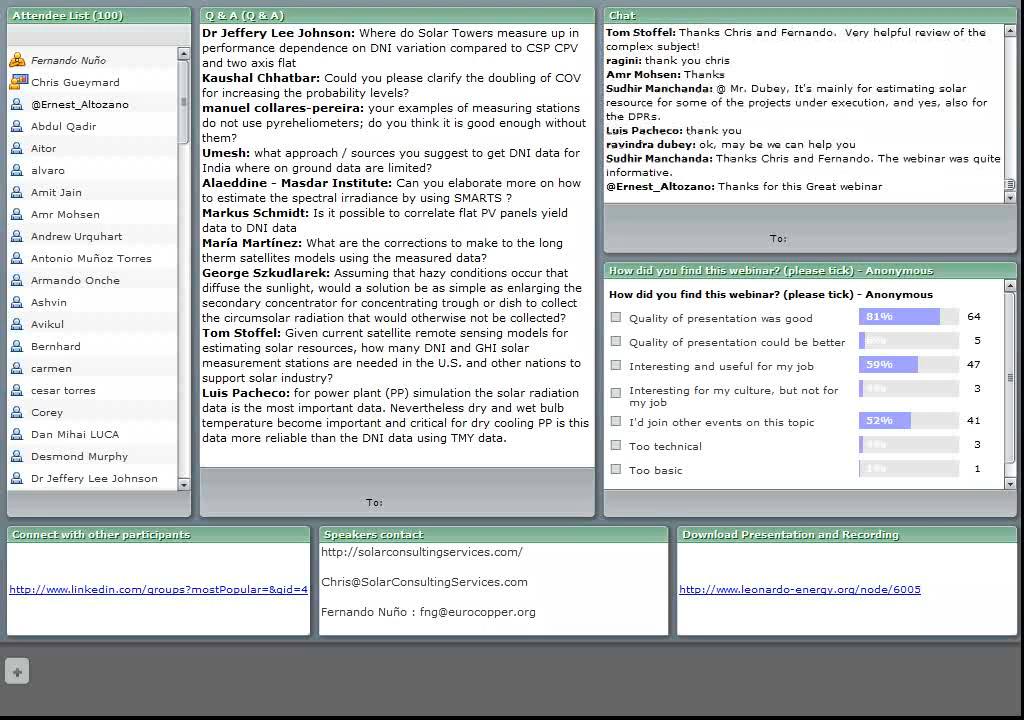 Attendee List (100)
Fernando Nuño
Chris Gueymard
@Ernest_Altozano
Abdul Qadir
Aitor
alvaro
Amit Jain
Amr Mohsen
Andrew Urquhart
Antonio Muñoz Torres
Armando Onche
Ashvin
Avikul
Bernhard
carmen
cesar torres
Corey
Dan Mihai LUCA
Desmond Murphy
Dr Jeffery Lee Johnson
Q & A (Q & A)
Dr Jeffery Lee Johnson: Where do Solar Towers measure up in
performance dependence on DNI variation compared to CSP CPV
and two axis flat
Kaushal Chhatbar: Could you please clarify the doubling of COV
for increasing the probability levels?
manuel collares-pereira: your examples of measuring stations
do not use pyreheliometers; do you think it is good enough without
them?
Umesh: what approach / sources you suggest to get DNI data for
India where on ground data are limited?
Alaeddine - Masdar Institute: Can you elaborate more on how
to estimate the spectral irradiance by using SMARTS ?
Markus Schmidt: Is it possible to correlate flat PV panels yield
data to DNI data
María Martínez: What are the corrections to make to the long
therm satellites models using the measured data?
George Szkudlarek: Assuming that hazy conditions occur that
diffuse the sunlight, would a solution be as simple as enlarging the
secondary concentrator for concentrating trough or dish to collect
the circumsolar radiation that would otherwise not be collected?
Tom Stoffel: Given current satellite remote sensing models for
estimating solar resources, how many DNI and GHI solar
measurement stations are needed in the U.S. and other nations to
support solar industry?
Luis Pacheco: for power plant (PP) simulation the solar radiation
data is the most important data. Nevertheless dry and wet bulb
temperature become important and critical for dry cooling PP is this
data more reliable than the DNI data using TMY data.
To:
Chat
Tom Stoffel: Thanks Chris and Fernando. Very helpful review of the
complex subject!
ragini: thank you chris
Amr Mohsen: Thanks
Sudhir Manchanda: @ Mr. Dubey, It's mainly for estimating solar
resource for some of the projects under execution, and yes, also for
the DPRs.
Luis Pacheco: thank you
ravindra dubey: ok, may be we can help you
Sudhir Manchanda: Thanks Chris and Fernando. The webinar was quite
informative.
@Ernest_Altozano: Thanks for this Great webinar
To:
How did you find this webinar? (please tick) - Anonymous
How did you find this webinar? (please tick) - Anonymous
Quality of presentation was good 81% 64
Quality of presentation could be better 5
Interesting and useful for my job 59% 47
Interesting for my culture, but not for
my job 3
I'd join other events on this topic 52% 41
Too technical 3
Too basic 1% 1
Connect with other participants
http://www.linkedin.com/groups?mostPopular=&gid=4
Speakers contact
http://solarconsultingservices.com/
Chris@SolarConsultingServices.com
Fernando Nuño : fng@eurocopper.org
Download Presentation and Recording
http://www.leonardo-energy.org/node/6005